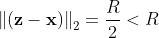 ‖(z − x)‖₂ = R/2 < R